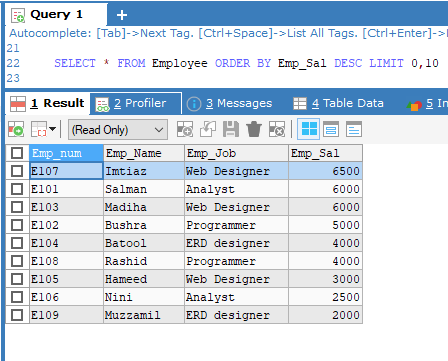 Query 1 +
Autocomplete: [Tab]->Next Tag. [Ctrl+Space]->List All Tags. [Ctrl+Enter]->
21
22 SELECT * FROM Employee ORDER BY Emp_Sal DESC LIMIT 0,10
23
1 Result 2 Profiler 3 Messages 4 Table Data 5 In
(Read Only)
Emp_num Emp_Name Emp_Job Emp_Sal
E107 Imtiaz Web Designer 6500
E101 Salman Analyst 6000
E103 Madiha Web Designer 6000
E102 Bushra Programmer 5000
E104 Batool ERD designer 4000
E108 Rashid Programmer 4000
E105 Hameed Web Designer 3000
E106 Nini Analyst 2500
E109 Muzzamil ERD designer 2000